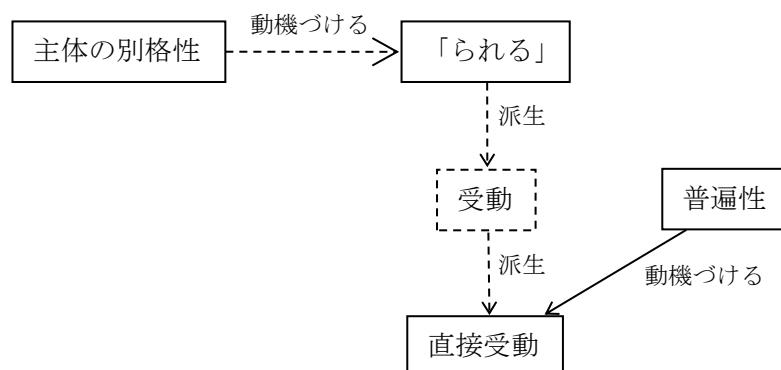 動機づける
主体の別格性
「られる」
派生
受動
普遍性
派生
動機づける
直接受動